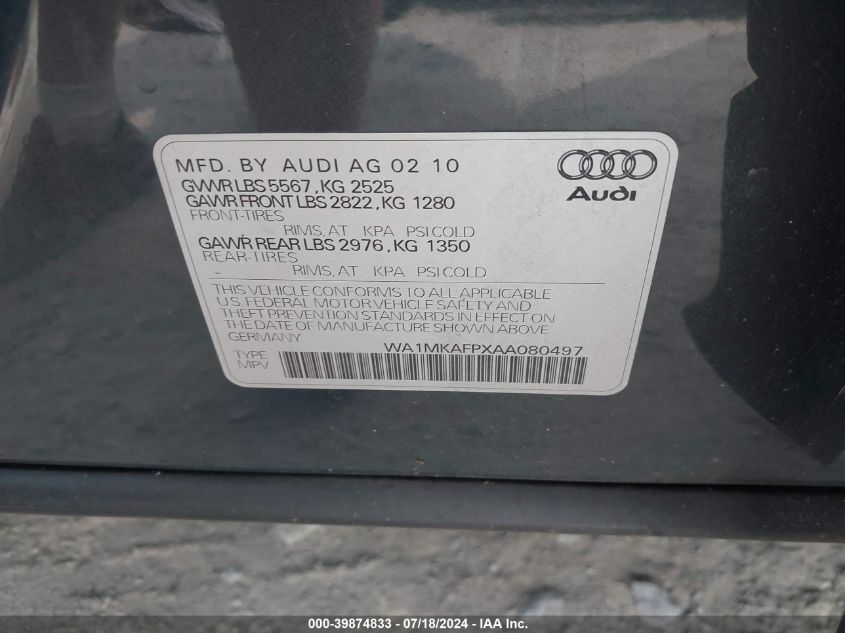 MFD. BY AUDI AG 02 10
GVWR LBS 5567, KG 2525
GAWR FRONT LBS 2822, KG 1280
FRONT-TIRES
RIMS, AT KPA PSI COLD
GAWR REAR LBS 2976, KG 1350
REAR-TIRES
RIMS, AT KPA PSI COLD
Audi
THIS VEHICLE CONFORMS TO ALL APPLICABLE
U.S. FEDERAL MOTOR VEHICLE SAFETY AND
THEFT PREVENTION STANDARDS IN EFFECT ON
THE DATE OF MANUFACTURE SHOWN ABOVE.
GERMANY
WA1MKAFPXAA080497
TYPE:
MPV
000-39874833 - 07/18/2024 - IAA Inc.